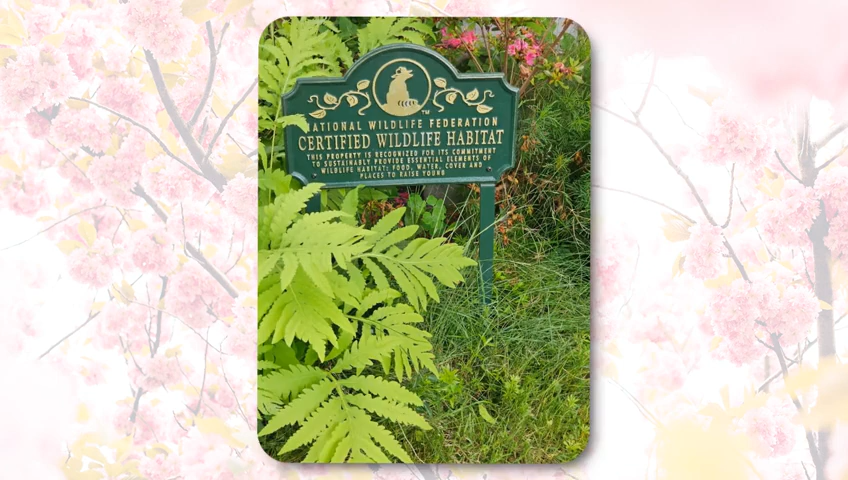 TM
NATIONAL WILDLIFE FEDERATION
CERTIFIED WILDLIFE HABITAT
THIS PROPERTY IS RECOGNIZED FOR ITS COMMITMENT
TO SUSTAINABLY PROVIDE ESSENTIAL ELEMENTS OF
WILDLIFE HABITAT: FOOD, WATER, COVER AND
PLACES TO RAISE YOUNG